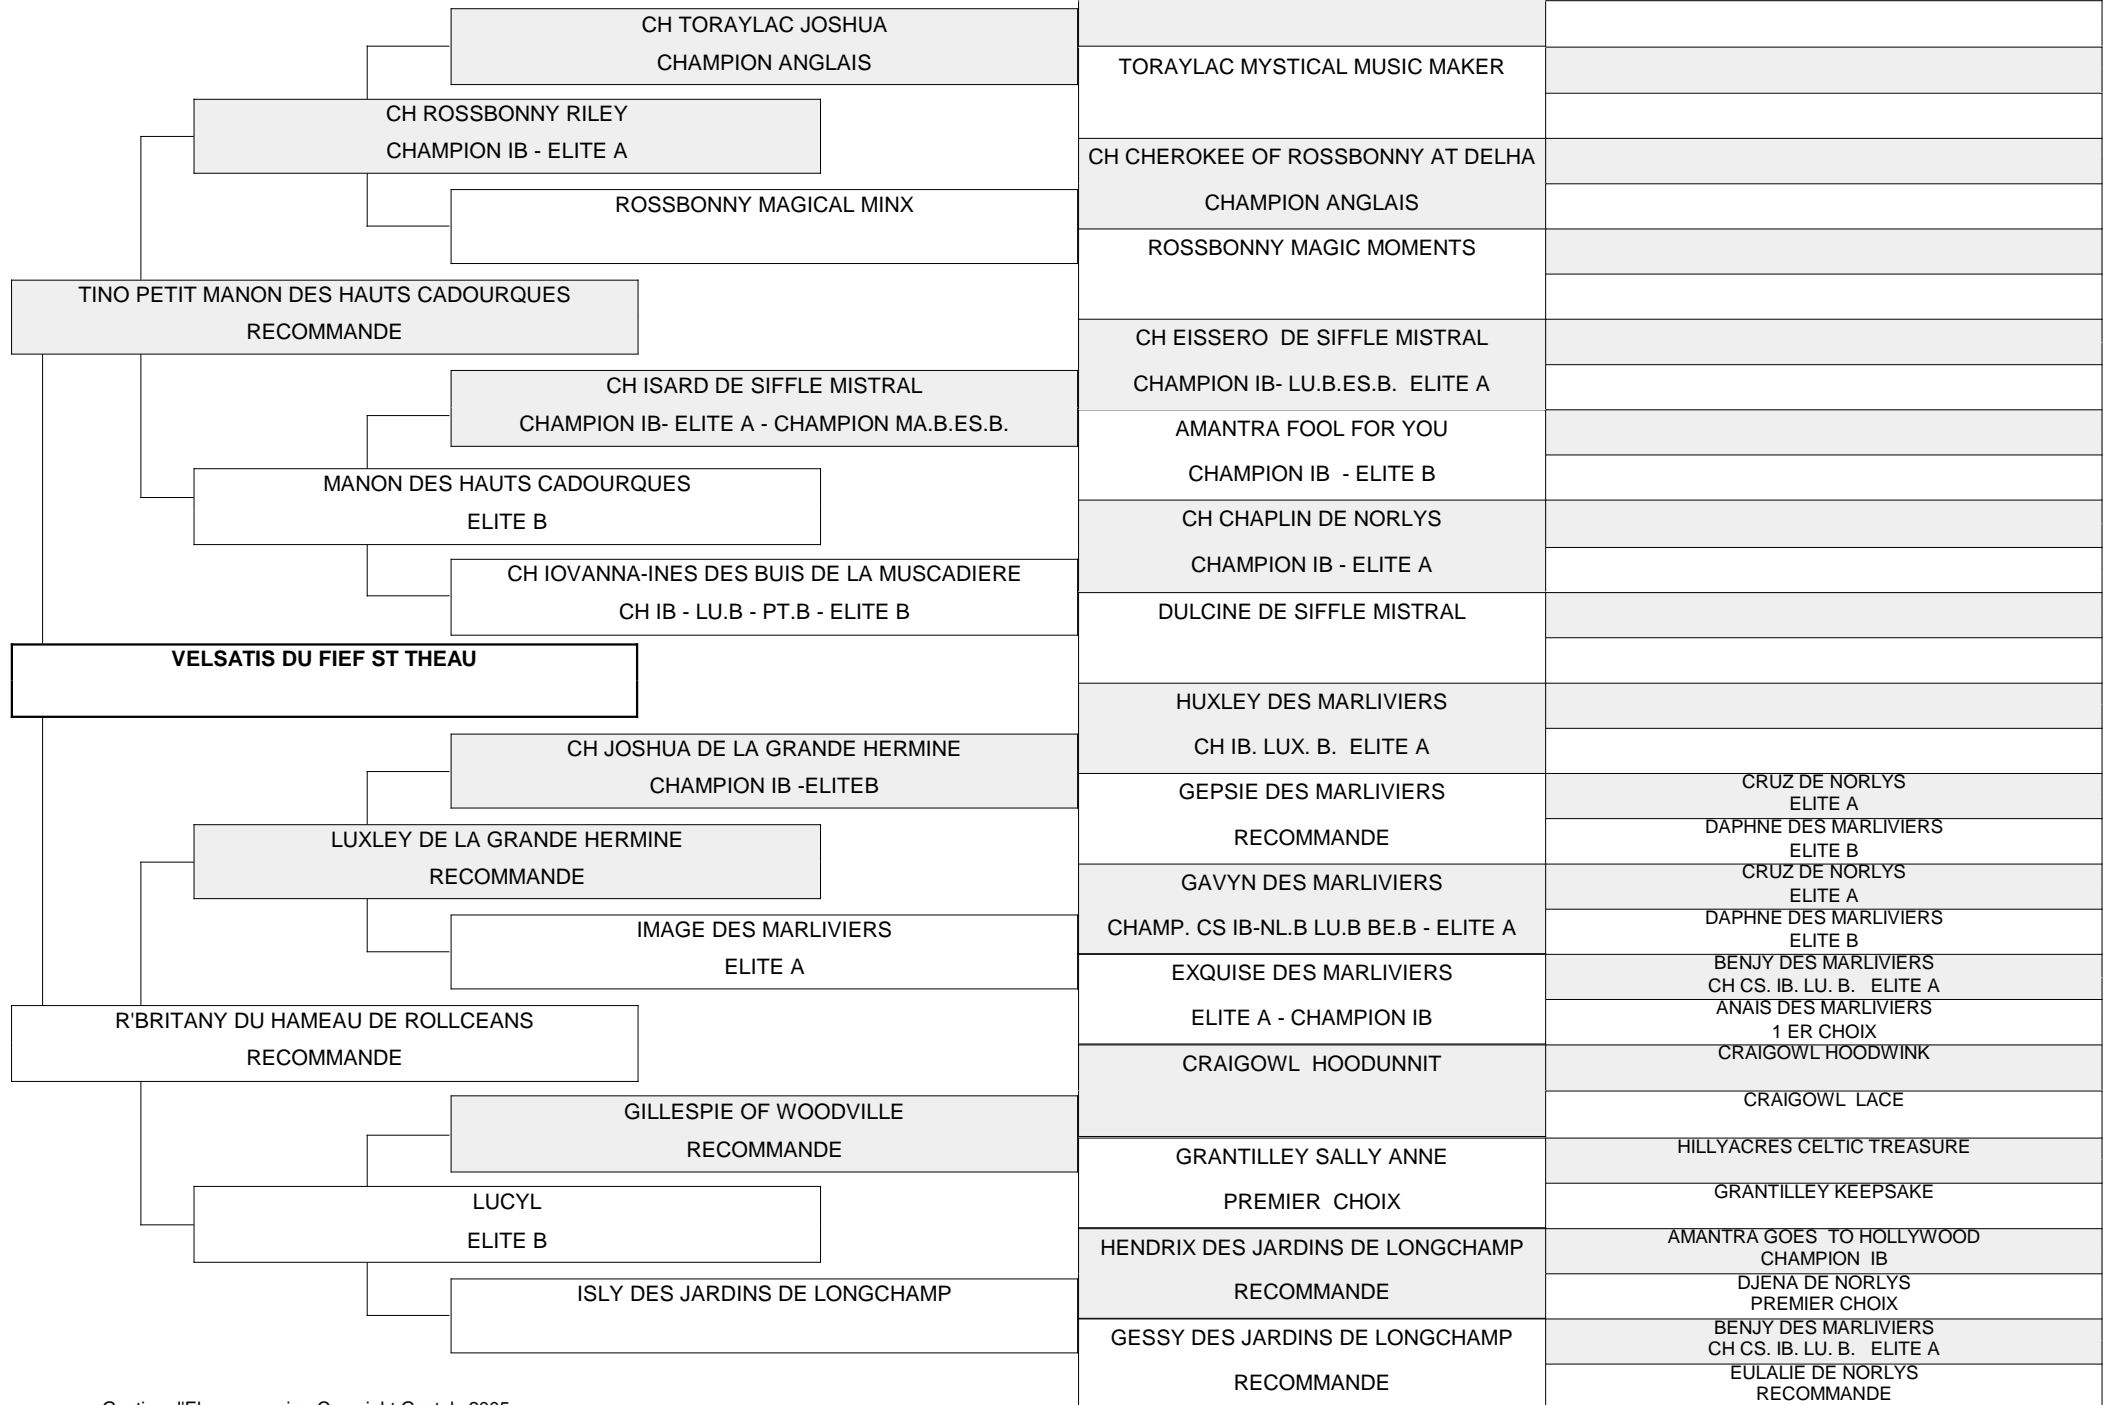 CH TORAYLAC JOSHUA
CHAMPION ANGLAIS
CH ROSSBONNY RILEY
CHAMPION IB - ELITE A
ROSSBONNY MAGICAL MINX
TINO PETIT MANON DES HAUTS CADOURQUES
RECOMMANDE
CH ISARD DE SIFFLE MISTRAL
CHAMPION IB- ELITE A - CHAMPION MA.B.ES.B.
MANON DES HAUTS CADOURQUES
ELITE B
CH IOVANNA-INES DES BUIS DE LA MUSCADIERE
CH IB - LU.B - PT.B - ELITE B
VELSATIS DU FIEF ST THEAU
CH JOSHUA DE LA GRANDE HERMINE
CHAMPION IB -ELITEB
LUXLEY DE LA GRANDE HERMINE
RECOMMANDE
IMAGE DES MARLIVIERS
ELITE A
R'BRITANY DU HAMEAU DE ROLLCEANS
RECOMMANDE
GILLESPIE OF WOODVILLE
RECOMMANDE
LUCYL
ELITE B
ISLY DES JARDINS DE LONGCHAMP
TORAYLAC MYSTICAL MUSIC MAKER
CH CHEROKEE OF ROSSBONNY AT DELHA
CHAMPION ANGLAIS
ROSSBONNY MAGIC MOMENTS
CH EISSERO DE SIFFLE MISTRAL
CHAMPION IB- LU.B.ES.B. ELITE A
AMANTRA FOOL FOR YOU
CHAMPION IB - ELITE B
CH CHAPLIN DE NORLYS
CHAMPION IB - ELITE A
DULCINE DE SIFFLE MISTRAL
HUXLEY DES MARLIVIERS
CH IB. LUX. B. ELITE A
GEPSIE DES MARLIVIERS
RECOMMANDE
GAVYN DES MARLIVIERS
CHAMP. CS IB-NL.B LU.B BE.B - ELITE A
EXQUISE DES MARLIVIERS
ELITE A - CHAMPION IB
CRAIGOWL HOODUNNIT
GRANTILLEY SALLY ANNE
PREMIER CHOIX
HENDRIX DES JARDINS DE LONGCHAMP
RECOMMANDE
GESSY DES JARDINS DE LONGCHAMP
RECOMMANDE
CRUZ DE NORLYS
ELITE A
DAPHNE DES MARLIVIERS
ELITE B
CRUZ DE NORLYS
ELITE A
DAPHNE DES MARLIVIERS
ELITE B
BENJY DES MARLIVIERS
CH CS. IB. LU. B. ELITE A
ANAIS DES MARLIVIERS
1 ER CHOIX
CRAIGOWL HOODWINK
CRAIGOWL LACE
HILLYACRES CELTIC TREASURE
GRANTILLEY KEEPSAKE
AMANTRA GOES TO HOLLYWOOD
CHAMPION IB
DJENA DE NORLYS
PREMIER CHOIX
BENJY DES MARLIVIERS
CH CS. IB. LU. B. ELITE A
EULALIE DE NORLYS
RECOMMANDE